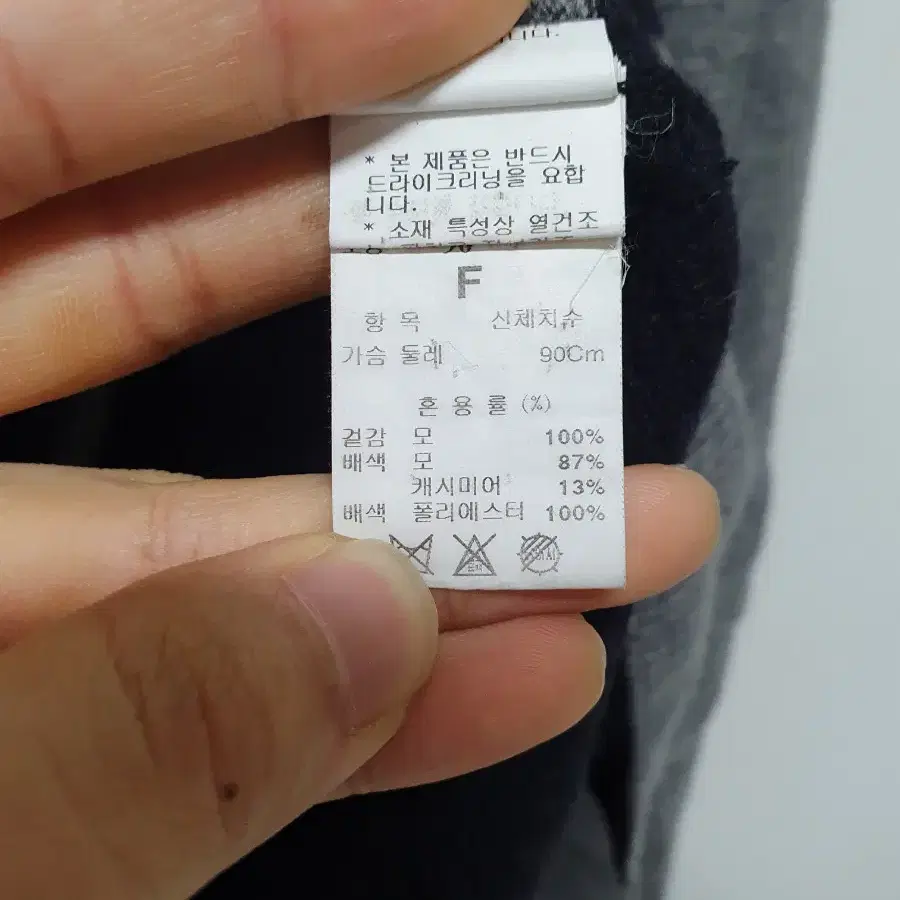 니다.
* 본 제품은 반드시
드라이크리닝을 요합
니다.
* 소재 특성상 열건조
F
항 목 신체치수
가슴 둘레 90Cm
혼 용 률 (%)
겉감 모 100%
배색 모 87%
캐시미어 13%
배색 폴리에스터 100%